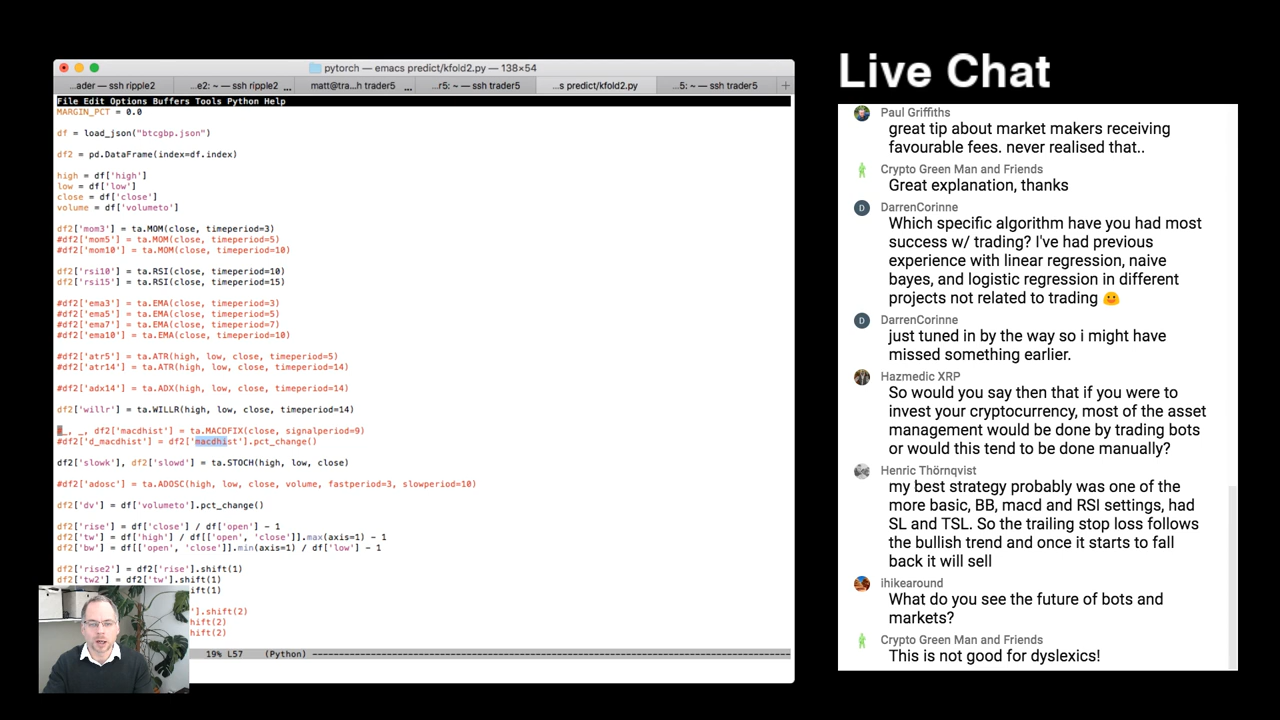 pytorch — emacs predict/kfold2.py — 138×54
...ader — ssh ripple2
...e2: ~ — ssh ripple2 ...
matt@tra...h trader5 ...
...r5: ~ — ssh trader5
...s predict/kfold2.py
...5: ~ — ssh trader5
File Edit Options Buffers Tools Python Help
MARGIN_PCT = 0.0
df = load_json("btcgbp.json")
df2 = pd.DataFrame(index=df.index)
high = df['high']
low = df['low']
close = df['close']
volume = df['volumeto']
df2['mom3'] = ta.MOM(close, timeperiod=3)
#df2['mom5'] = ta.MOM(close, timeperiod=5)
#df2['mom10'] = ta.MOM(close, timeperiod=10)
df2['rsi10'] = ta.RSI(close, timeperiod=10)
df2['rsi15'] = ta.RSI(close, timeperiod=15)
#df2['ema3'] = ta.EMA(close, timeperiod=3)
#df2['ema5'] = ta.EMA(close, timeperiod=5)
#df2['ema7'] = ta.EMA(close, timeperiod=7)
#df2['ema10'] = ta.EMA(close, timeperiod=10)
#df2['atr5'] = ta.ATR(high, low, close, timeperiod=5)
#df2['atr14'] = ta.ATR(high, low, close, timeperiod=14)
#df2['adx14'] = ta.ADX(high, low, close, timeperiod=14)
df2['willr'] = ta.WILLR(high, low, close, timeperiod=14)
#_, _, df2['macdhist'] = ta.MACDFIX(close, signalperiod=9)
#df2['d_macdhist'] = df2['macdhist'].pct_change()
df2['slowk'], df2['slowd'] = ta.STOCH(high, low, close)
#df2['adosc'] = ta.ADOSC(high, low, close, volume, fastperiod=3, slowperiod=10)
df2['dv'] = df['volumeto'].pct_change()
df2['rise'] = df['close'] / df['open'] - 1
df2['tw'] = df['high'] / df[['open', 'close']].max(axis=1) - 1
df2['bw'] = df[['open', 'close']].min(axis=1) / df['low'] - 1
df2['rise2'] = df2['rise'].shift(1)
df2['tw2'] = df2['tw'].shift(1)
ift(1)
'].shift(2)
hift(2)
hift(2)
19% L57 (Python)
Live Chat
Paul Griffiths
great tip about market makers receiving
favourable fees. never realised that..
Crypto Green Man and Friends
Great explanation, thanks
D DarrenCorinne
Which specific algorithm have you had most
success w/ trading? I've had previous
experience with linear regression, naive
bayes, and logistic regression in different
projects not related to trading
D DarrenCorinne
just tuned in by the way so i might have
missed something earlier.
Hazmedic XRP
So would you say then that if you were to
invest your cryptocurrency, most of the asset
management would be done by trading bots
or would this tend to be done manually?
Henric Thörnqvist
my best strategy probably was one of the
more basic, BB, macd and RSI settings, had
SL and TSL. So the trailing stop loss follows
the bullish trend and once it starts to fall
back it will sell
ihikearound
What do you see the future of bots and
markets?
Crypto Green Man and Friends
This is not good for dyslexics!